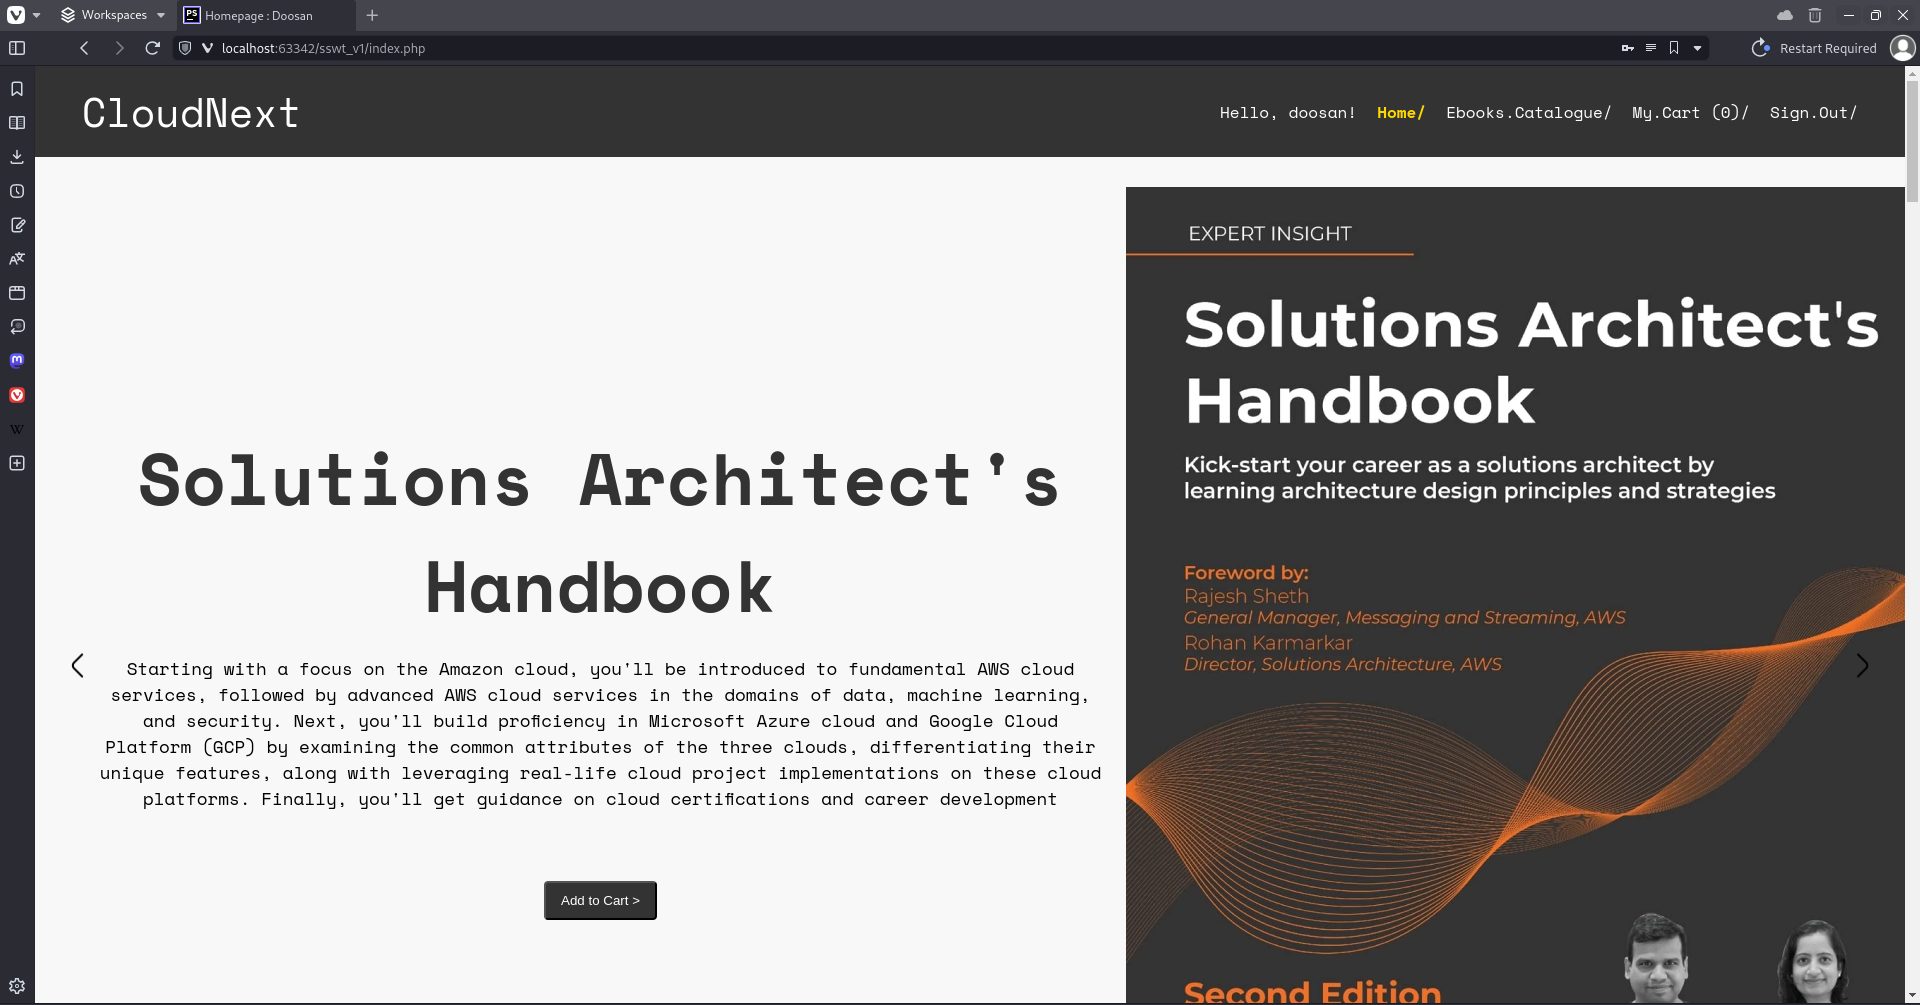 Workspaces
PS
Homepage : Doosan
localhost:63342/sswt_v1/index.php
Restart Required
CloudNext
Hello, doosan!
Home/
Ebooks.Catalogue/
My.Cart (0)/
Sign.Out/
Solutions Architect's
Handbook
Starting with a focus on the Amazon cloud, you'll be introduced to fundamental AWS cloud
services, followed by advanced AWS cloud services in the domains of data, machine learning,
and security. Next, you'll build proficiency in Microsoft Azure cloud and Google Cloud
Platform (GCP) by examining the common attributes of the three clouds, differentiating their
unique features, along with leveraging real-life cloud project implementations on these cloud
platforms. Finally, you'll get guidance on cloud certifications and career development
Add to Cart >
EXPERT INSIGHT
Solutions Architect's
Handbook
Kick-start your career as a solutions architect by
learning architecture design principles and strategies
Foreword by:
Rajesh Sheth
General Manager, Messaging and Streaming, AWS
Rohan Karmarkar
Director, Solutions Architecture, AWS
Second Edition